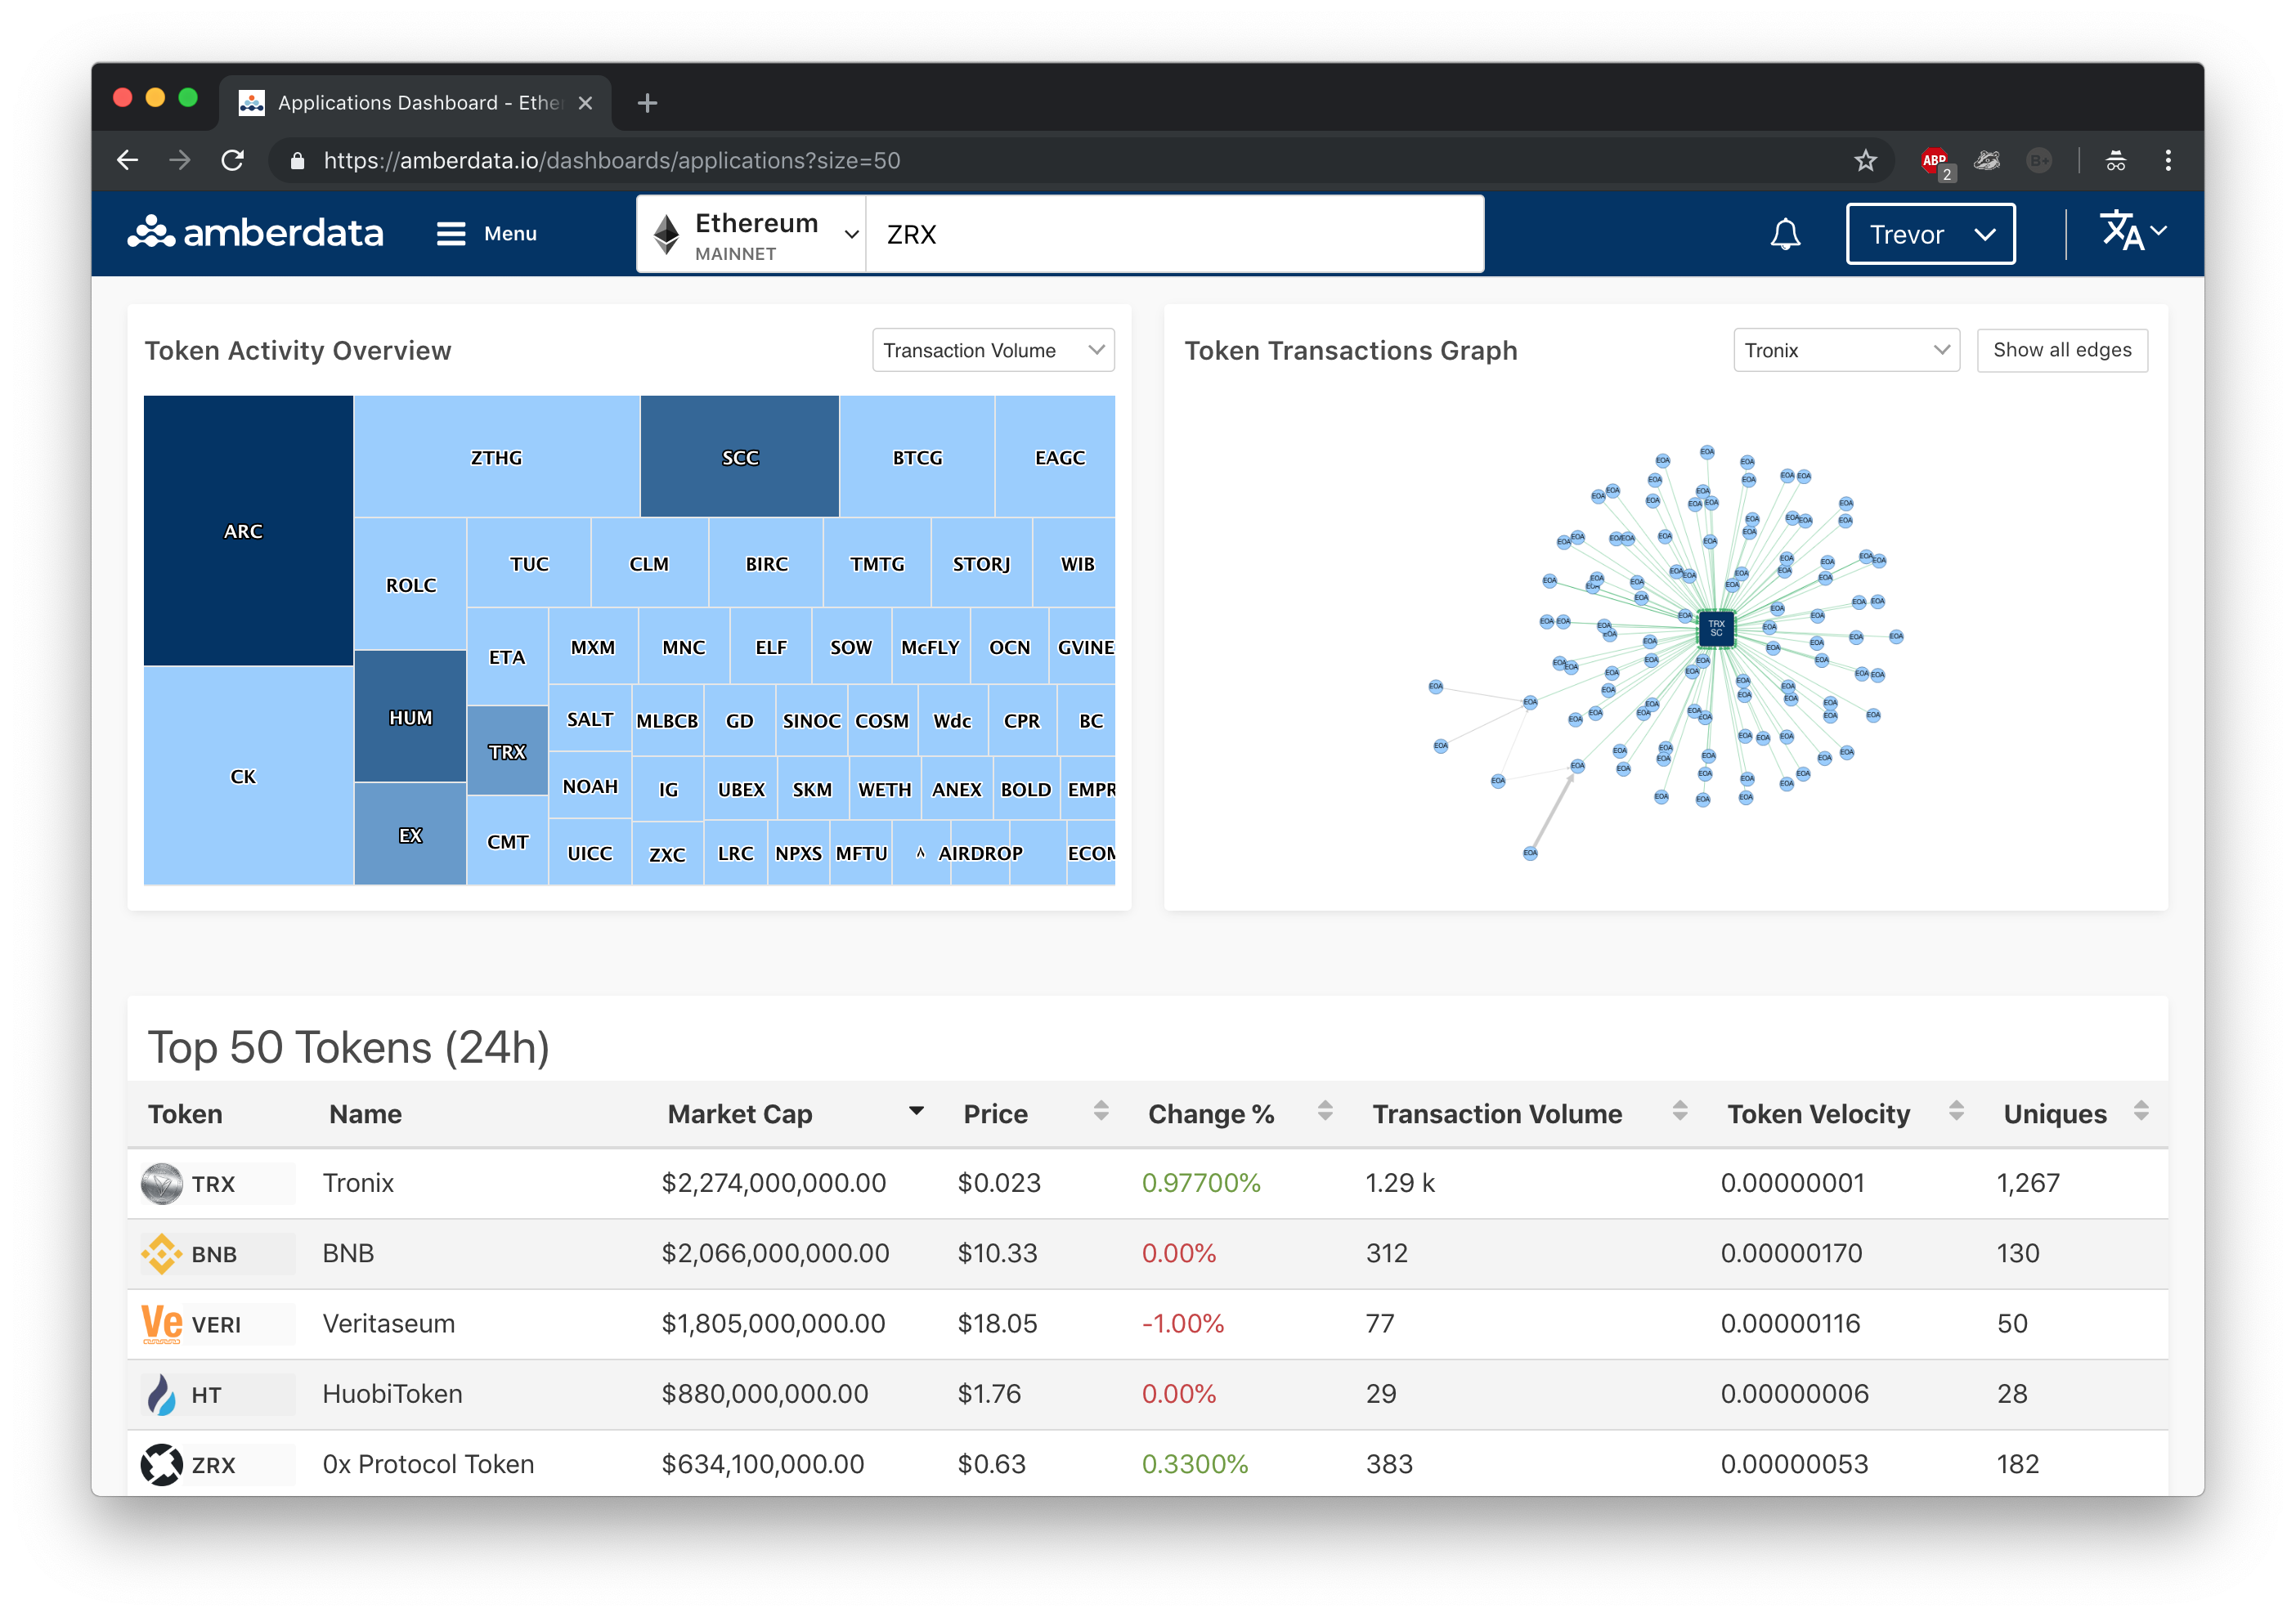 Applications Dashboard - Ethe
https://amberdata.io/dashboards/applications?size=50
ABP
2
B+
amberdata
Menu
Ethereum
MAINNET
ZRX
Trevor
Token Activity Overview
Transaction Volume
ARC
ZTHG
SCC
BTCG
EAGC
ROLC
TUC
CLM
BIRC
TMTG
STORJ
WIB
ETA
MXM
MNC
ELF
SOW
McFLY
OCN
GVINE
CK
HUM
TRX
SALT
MLBCB
GD
SINOC
COSM
Wdc
CPR
BC
NOAH
IG
UBEX
SKM
WETH
ANEX
BOLD
EMPR
EX
CMT
UICC
ZXC
LRC
NPXS
MFTU
AIRDROP
ECOM
Token Transactions Graph
Tronix
Show all edges
TRX
SC
EOA
Top 50 Tokens (24h)
Token Name Market Cap Price Change % Transaction Volume Token Velocity Uniques
TRX Tronix $2,274,000,000.00 $0.023 0.97700% 1.29 k 0.00000001 1,267
BNB BNB $2,066,000,000.00 $10.33 0.00% 312 0.00000170 130
Ve VERI Veritaseum $1,805,000,000.00 $18.05 -1.00% 77 0.00000116 50
HT HuobiToken $880,000,000.00 $1.76 0.00% 29 0.00000006 28
ZRX 0x Protocol Token $634,100,000.00 $0.63 0.3300% 383 0.00000053 182